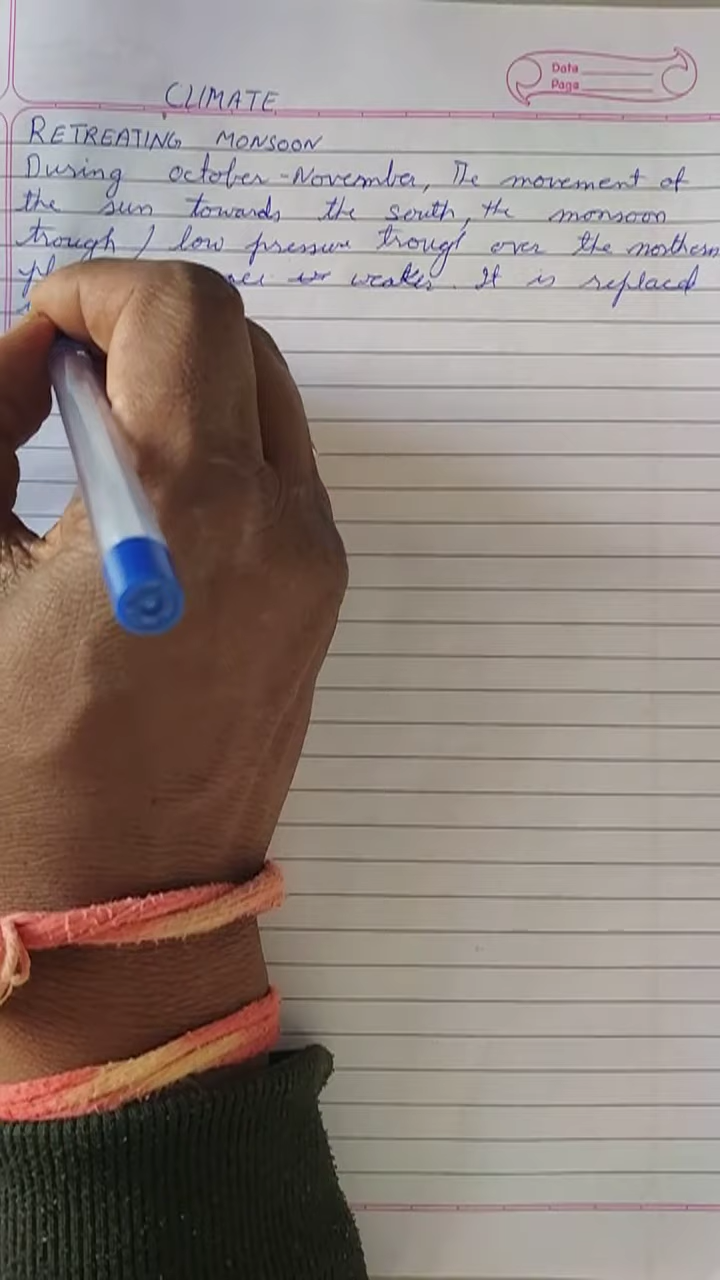 Data
Page
CLIMATE
RETREATING MONSOON
During october-November, The movement of
the sun towards the south, the monsoon
trough / low pressure trough over the northern
weaker. It is replaced